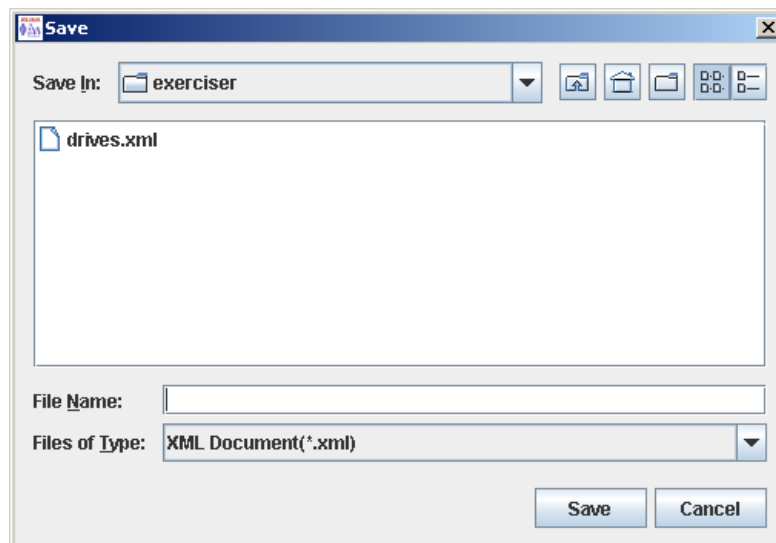 Save
Save In: exerciser
drives.xml
File Name:
Files of Type: XML Document(*.xml)
Save Cancel